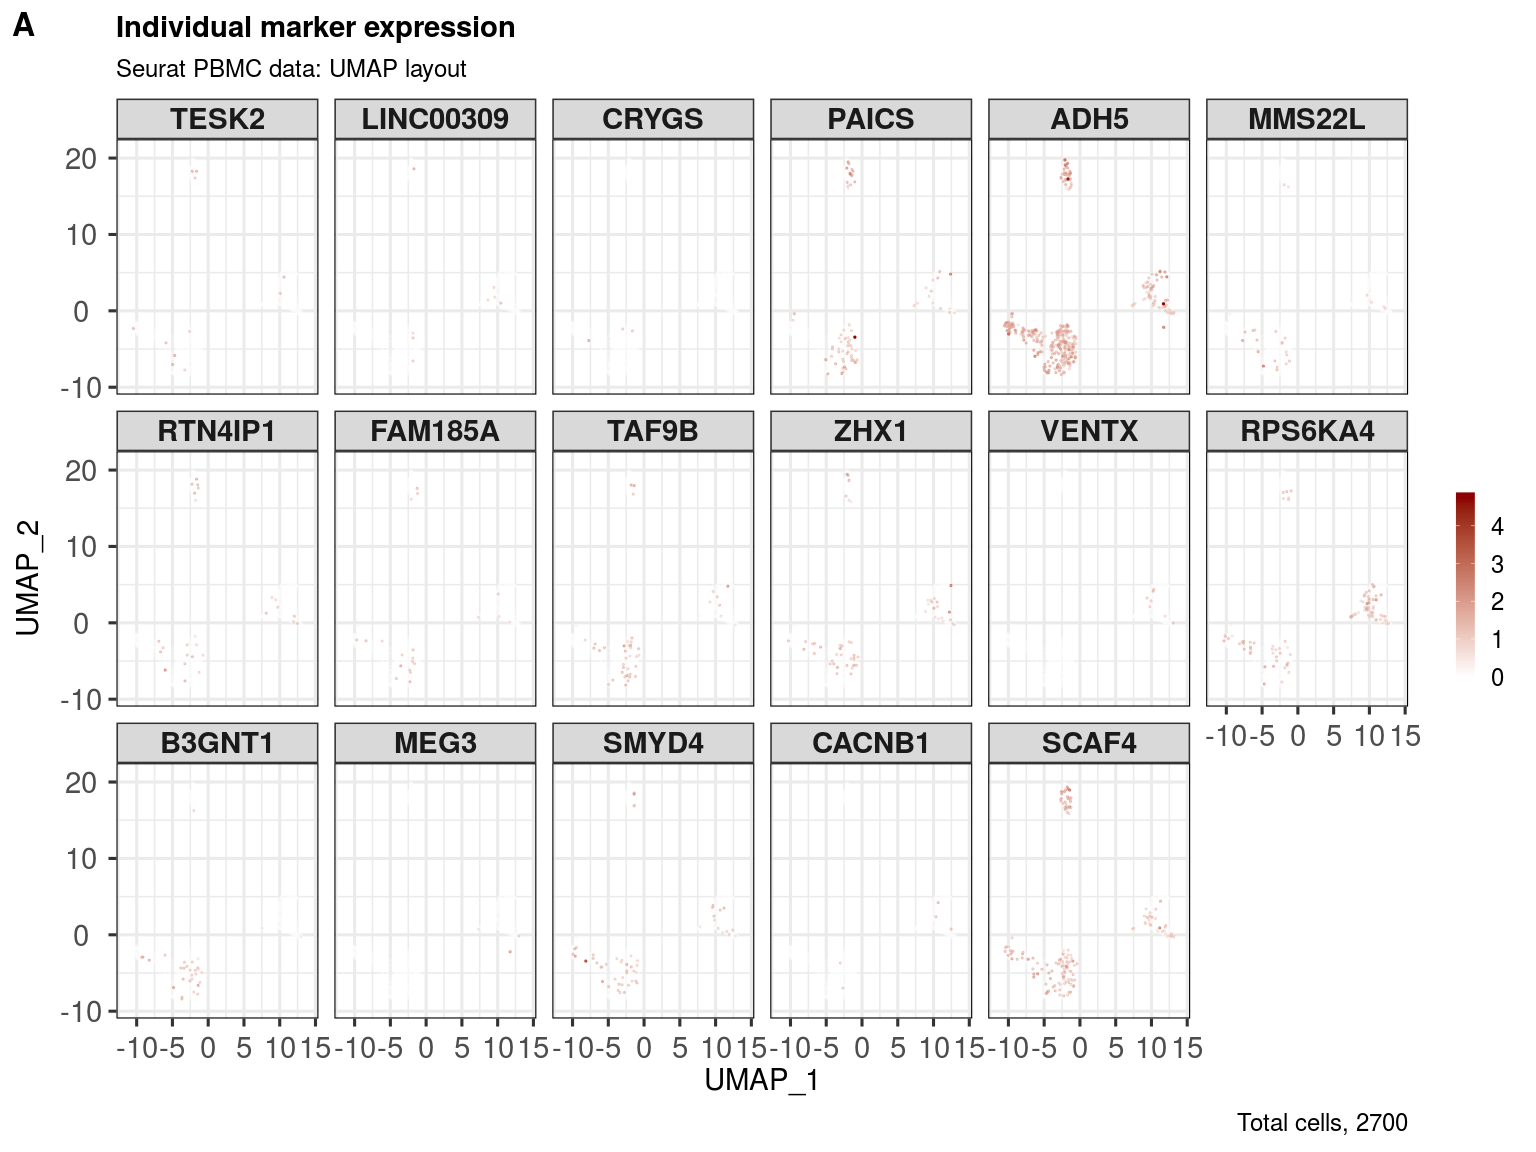 A
Individual marker expression
Seurat PBMC data: UMAP layout
TESK2 LINC00309 CRYGS PAICS ADH5 MMS22L
20
10
0
-10
RTN4IP1 FAM185A TAF9B ZHX1 VENTX RPS6KA4
20
10
0
-10
-10 -5 0 5 10 15
B3GNT1 MEG3 SMYD4 CACNB1 SCAF4
20
10
0
-10
-10 -5 0 5 10 15 -10 -5 0 5 10 15 -10 -5 0 5 10 15 -10 -5 0 5 10 15 -10 -5 0 5 10 15
UMAP_1
UMAP_2
4
3
2
1
0
Total cells, 2700